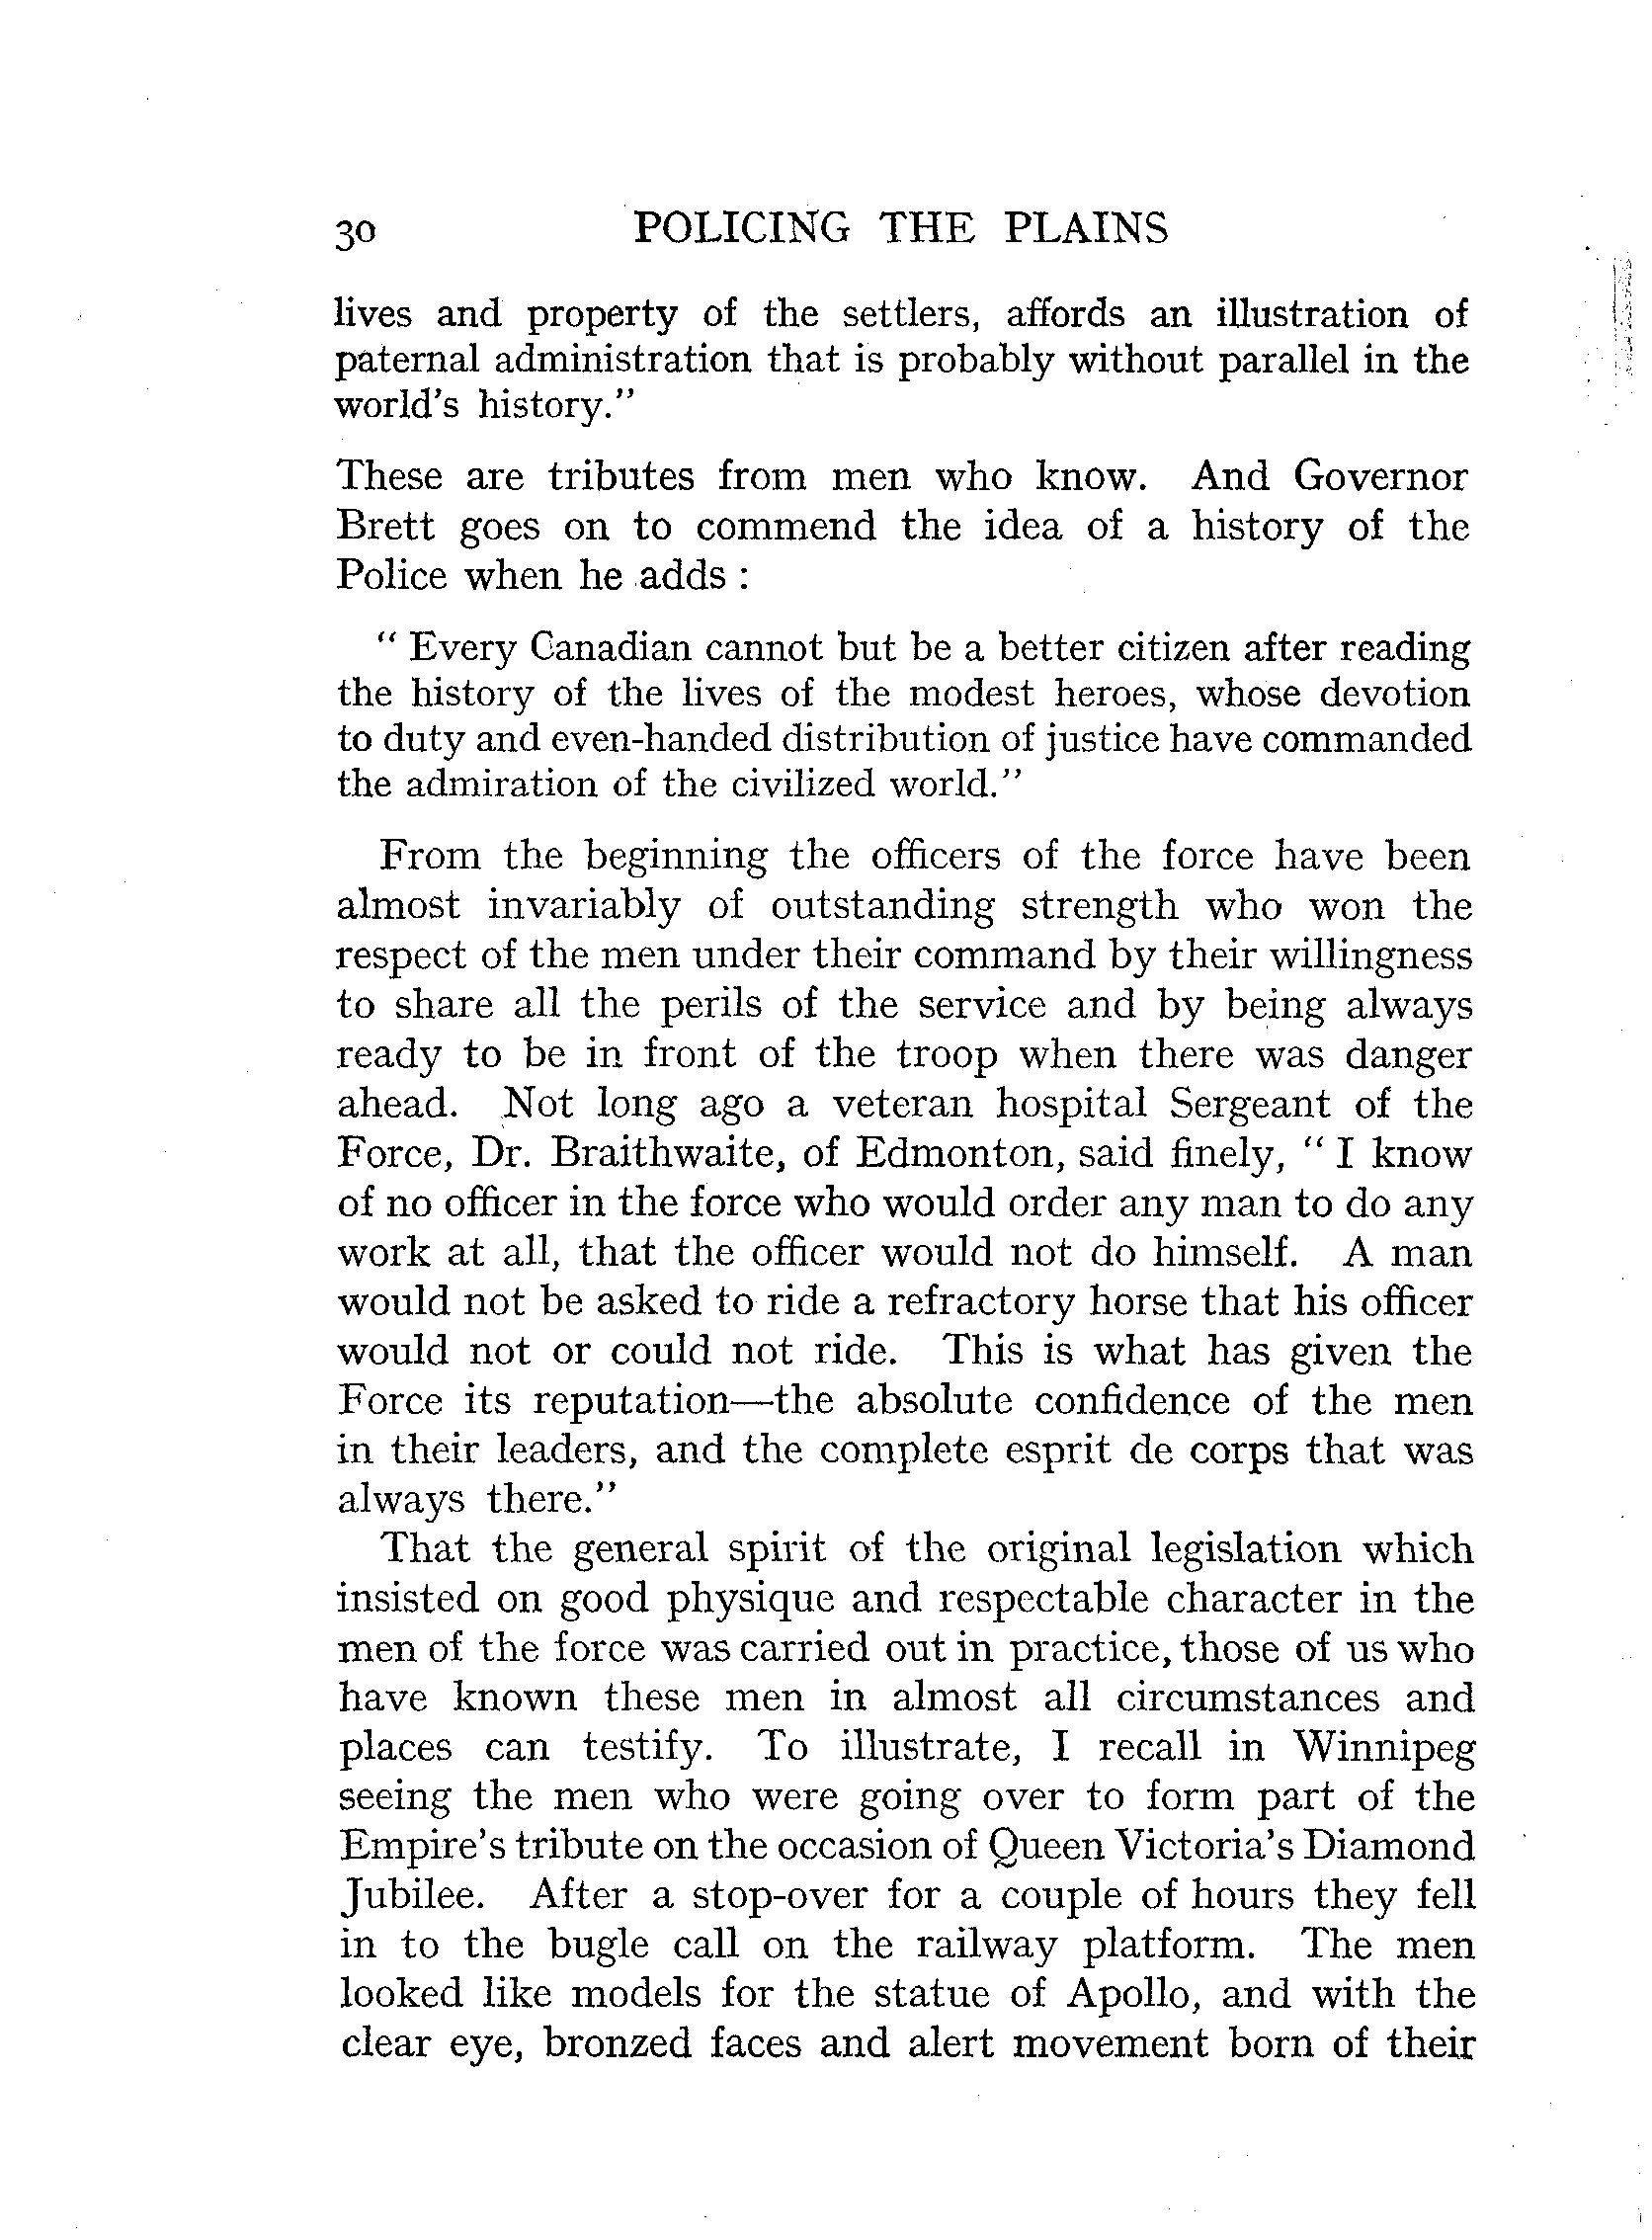 30 POLICING THE PLAINS
lives and property of the settlers, affords an illustration of
paternal administration that is probably without parallel in the
world's history."
These are tributes from men who know. And Governor
Brett goes on to commend the idea of a history of the
Police when he adds :
" Every Canadian cannot but be a better citizen after reading
the history of the lives of the modest heroes, whose devotion
to duty and even-handed distribution of justice have commanded
the admiration of the civilized world."
From the beginning the officers of the force have been
almost invariably of outstanding strength who won the
respect of the men under their command by their willingness
to share all the perils of the service and by being always
ready to be in front of the troop when there was danger
ahead. Not long ago a veteran hospital Sergeant of the
Force, Dr. Braithwaite, of Edmonton, said finely, " I know
of no officer in the force who would order any man to do any
work at all, that the officer would not do himself. A man
would not be asked to ride a refractory horse that his officer
would not or could not ride. This is what has given the
Force its reputation—the absolute confidence of the men
in their leaders, and the complete esprit de corps that was
always there."
That the general spirit of the original legislation which
insisted on good physique and respectable character in the
men of the force was carried out in practice, those of us who
have known these men in almost all circumstances and
places can testify. To illustrate, I recall in Winnipeg
seeing the men who were going over to form part of the
Empire's tribute on the occasion of Queen Victoria's Diamond
Jubilee. After a stop-over for a couple of hours they fell
in to the bugle call on the railway platform. The men
looked like models for the statue of Apollo, and with the
clear eye, bronzed faces and alert movement born of their